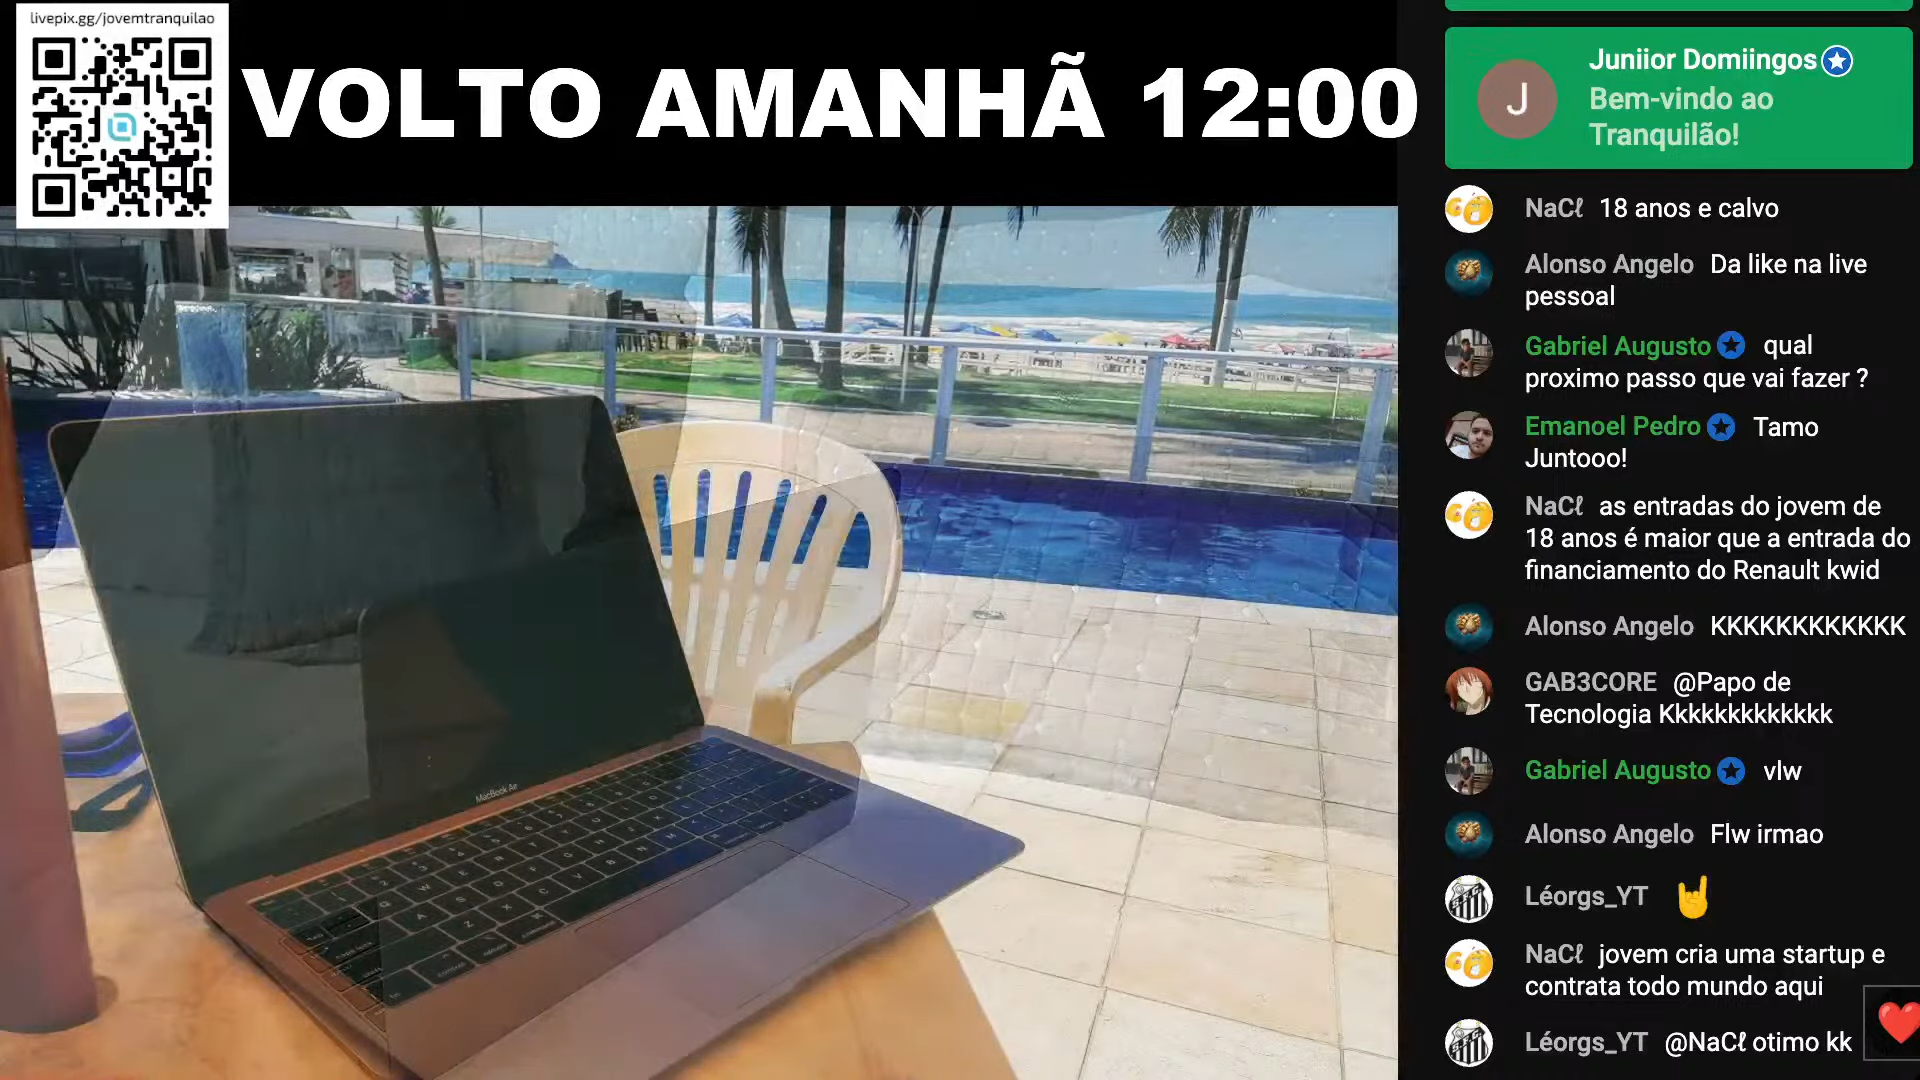 livepix.gg/jovemtranquilao
VOLTO AMANHÃ 12:00
MacBook Air
Juniior Domiingos
Bem-vindo ao
Tranquilão!
NaCℓ 18 anos e calvo
Alonso Angelo Da like na live
pessoal
Gabriel Augusto qual
proximo passo que vai fazer ?
Emanoel Pedro Tamo
Juntooo!
NaCℓ as entradas do jovem de
18 anos é maior que a entrada do
financiamento do Renault kwid
Alonso Angelo KKKKKKKKKKKK
GAB3CORE @Papo de
Tecnologia Kkkkkkkkkkkkk
Gabriel Augusto vlw
Alonso Angelo Flw irmao
Léorgs_YT 🤘
NaCℓ jovem cria uma startup e
contrata todo mundo aqui
Léorgs_YT @NaCℓ otimo kk